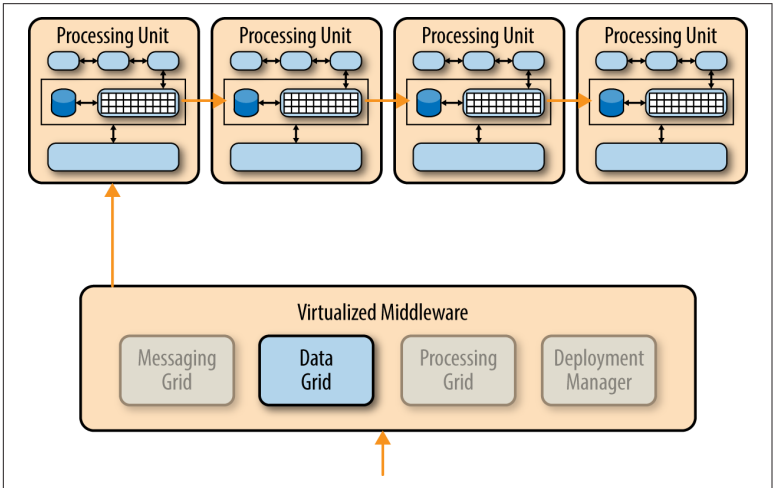 Processing Unit
Processing Unit
Processing Unit
Processing Unit
Virtualized Middleware
Messaging
Grid
Data
Grid
Processing
Grid
Deployment
Manager